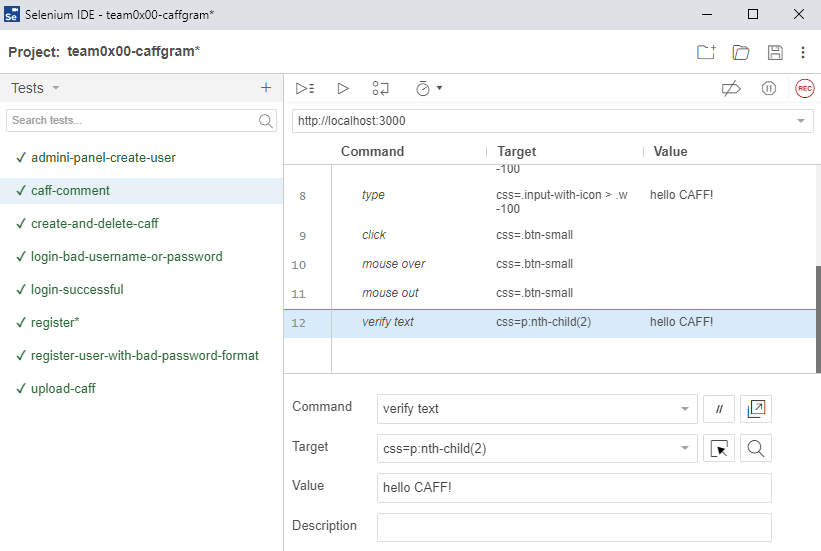 Se Selenium IDE - team0x00-caffgram*
Project: team0x00-caffgram*
Tests
Search tests...
✓ admini-panel-create-user
✓ caff-comment
✓ create-and-delete-caff
✓ login-bad-username-or-password
✓ login-successful
✓ register*
✓ register-user-with-bad-password-format
✓ upload-caff
REC
http://localhost:3000
Command Target Value
-100
8 type css=.input-with-icon > .w hello CAFF!
-100
9 click css=.btn-small
10 mouse over css=.btn-small
11 mouse out css=.btn-small
12 verify text css=p:nth-child(2) hello CAFF!
Command verify text //
Target css=p:nth-child(2)
Value hello CAFF!
Description